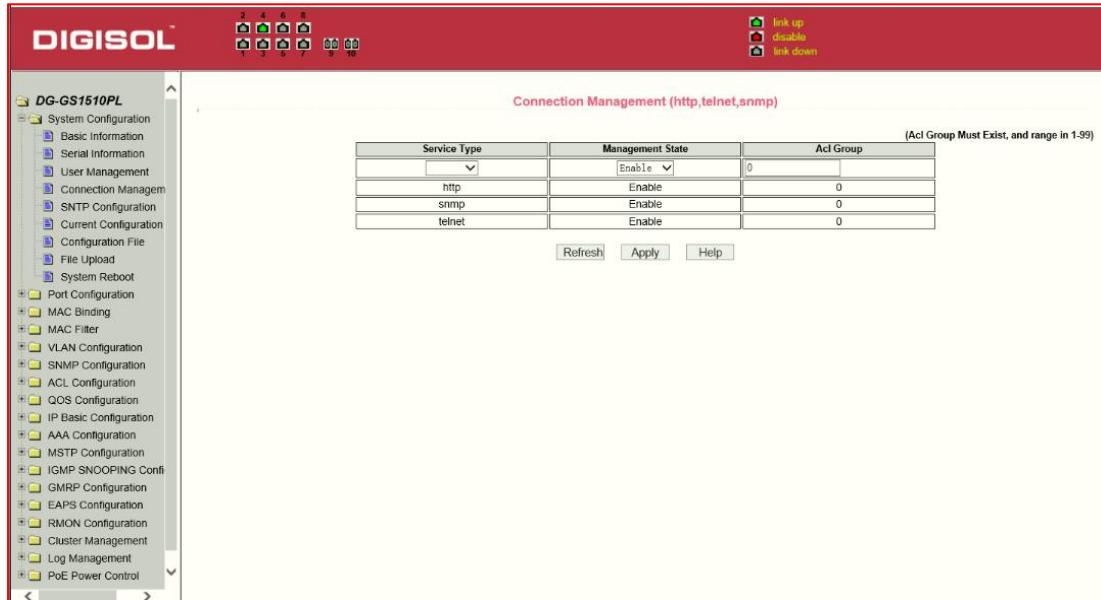 DIGISOL™
2 4 6 8
1 3 5 7 9 10
link up
disable
link down
DG-GS1510PL
System Configuration
Basic Information
Serial Information
User Management
Connection Managem
SNTP Configuration
Current Configuration
Configuration File
File Upload
System Reboot
Port Configuration
MAC Binding
MAC Filter
VLAN Configuration
SNMP Configuration
ACL Configuration
QOS Configuration
IP Basic Configuration
AAA Configuration
MSTP Configuration
IGMP SNOOPING Confi
GMRP Configuration
EAPS Configuration
RMON Configuration
Cluster Management
Log Management
PoE Power Control
Connection Management (http,telnet,snmp)
(Acl Group Must Exist, and range in 1-99)
Service Type Management State Acl Group
Enable 0
http Enable 0
snmp Enable 0
telnet Enable 0
Refresh Apply Help